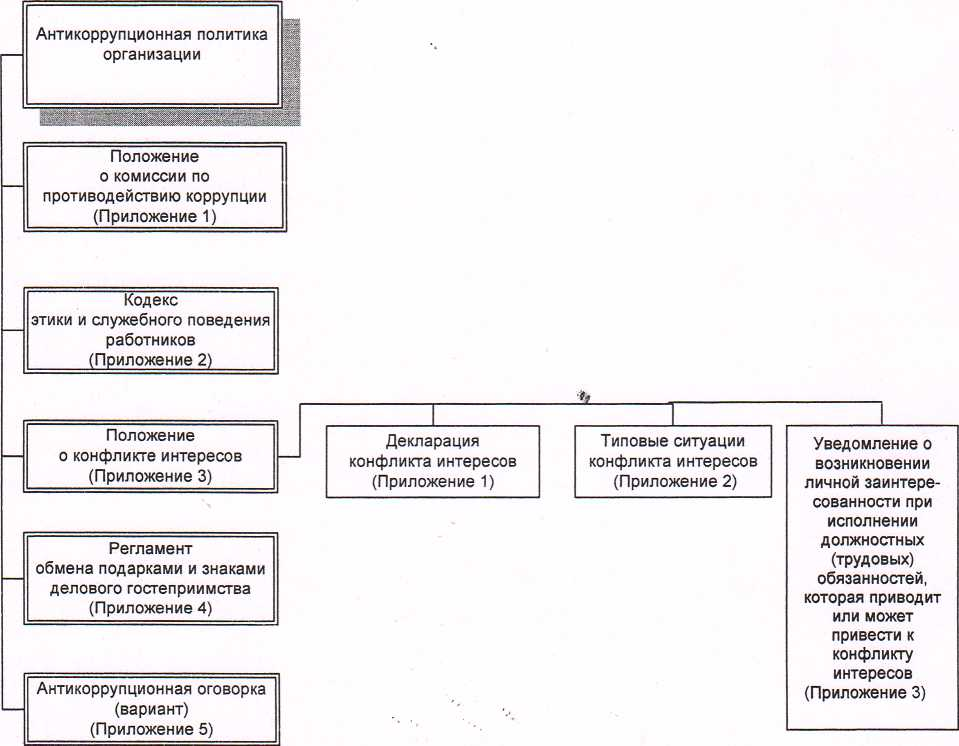 Антикоррупционная политика
организации
Положение
о комиссии по
противодействию коррупции
(Приложение 1)
Кодекс
этики и служебного поведения
работников
(Приложение 2)
Положение
о конфликте интересов
(Приложение 3)
Декларация
конфликта интересов
(Приложение 1)
Типовые ситуации
конфликта интересов
(Приложение 2)
Уведомление о
возникновении
личной заинтере-
сованности при
исполнении
должностных
(трудовых)
обязанностей,
которая приводит
или может
привести к
конфликту
интересов
(Приложение 3)
Регламент
обмена подарками и знаками
делового гостеприимства
(Приложение 4)
Антикоррупционная оговорка
(вариант)
(Приложение 5)